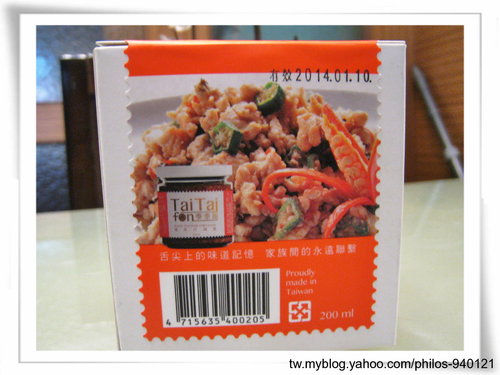 有效2014.01.10.
TaiTai
fon
舌尖上的味道記憶 家族間的永遠聯繫
Proudly
made in
Taiwan
4 715635 400205
200 ml
tw.myblog.yahoo.com/philos-940121